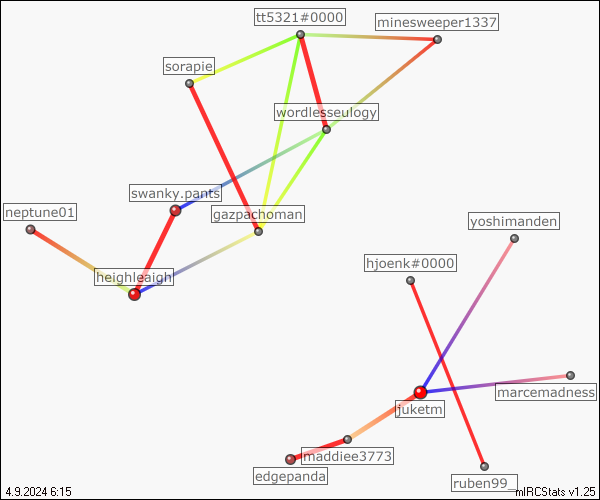 tt5321#0000
minesweeper1337
sorapie
wordlesseulogy
swanky.pants
neptune01
gazpachoman
yoshimanden
hjoenk#0000
heighleaigh
marcemadness
juketm
maddiee3773
edgepanda
ruben99_
4.9.2024 6:15
mIRCStats v1.25